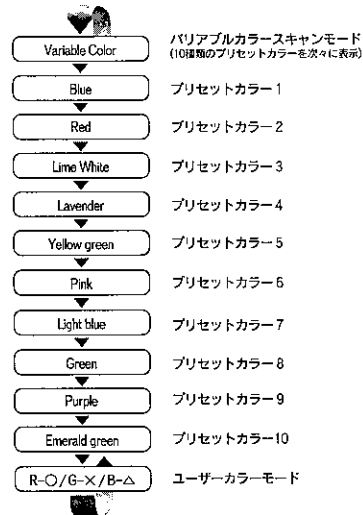 Variable Color
バリアブルカラースキャンモード
(10種類のプリセットカラーを次々に表示)
Blue
プリセットカラー1
Red
プリセットカラー2
Lime White
プリセットカラー3
Lavender
プリセットカラー4
Yellow green
プリセットカラー5
Pink
プリセットカラー6
Light blue
プリセットカラー7
Green
プリセットカラー8
Purple
プリセットカラー9
Emerald green
プリセットカラー10
R-○/G-×/B-△
ユーザーカラーモード